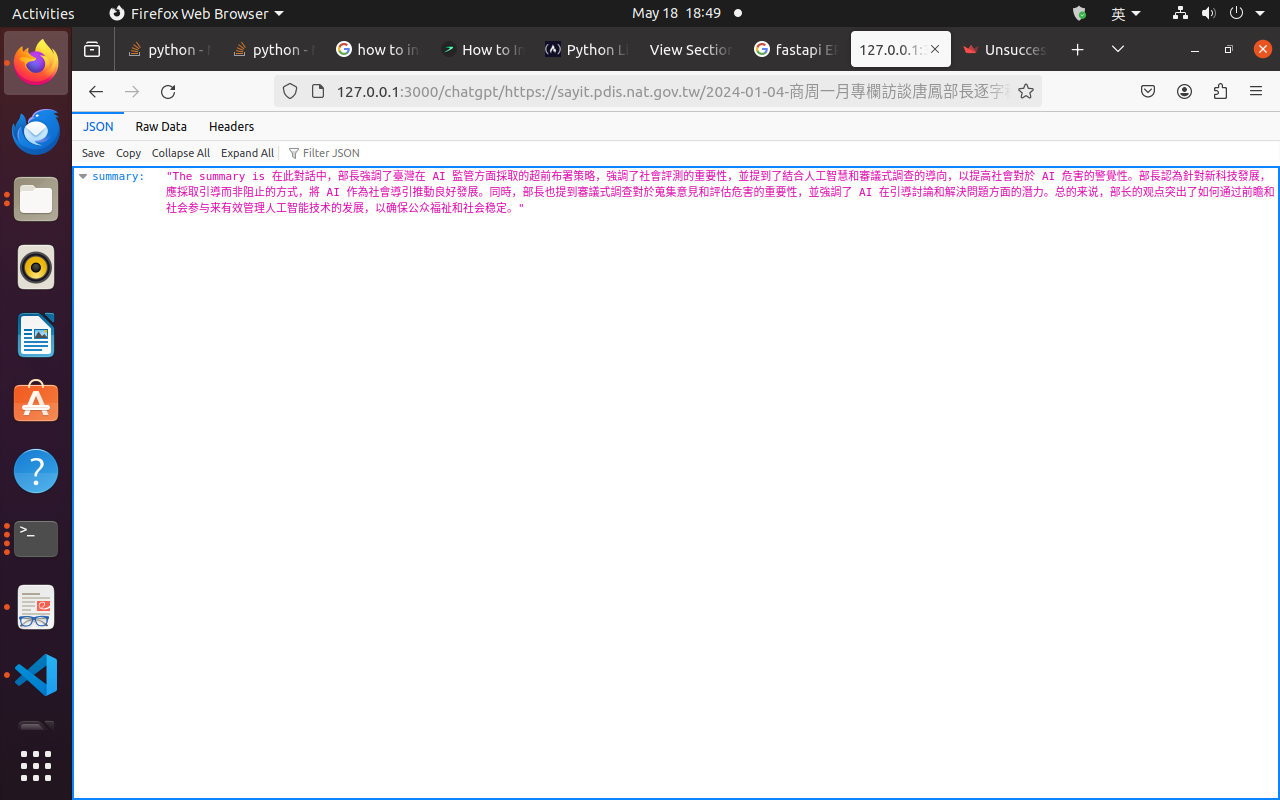 Activities
Firefox Web Browser
May 18 18:49
英
python -
python -
how to in
How to In
Python Li
View Section
fastapi
127.0.0.1:3
Unsucces
127.0.0.1:3000/chatgpt/https://sayit.pdis.nat.gov.tw/2024-01-04-商周一月專欄訪談唐鳳部長逐字
JSON
Raw Data
Headers
Save
Copy
Collapse All
Expand All
Filter JSON
summary: "The summary is 在此對話中，部長強調了臺灣在 AI 監管方面採取的超前布署策略，強調了社會評測的重要性，並提到了結合人工智慧和審議式調查的導向，以提高社會對於 AI 危害的警覺性。部長認為針對新科技發展，
應採取引導而非阻止的方式，將 AI 作為社會導引推動良好發展。同時，部長也提到審議式調查對於蒐集意見和評估危害的重要性，並強調了 AI 在引導討論和解決問題方面的潛力。总的来说，部长的观点突出了如何通过前瞻和
社会参与来有效管理人工智能技术的发展，以确保公众福祉和社会稳定。"